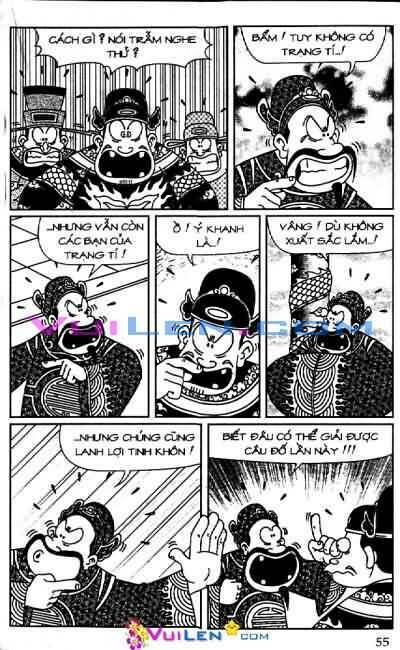 CÁCH GÌ? NÓI TRẪM NGHE
THỬ?
BẨM! TUY KHÔNG CÓ
TRẠNG TÍ..!
...NHƯNG VẪN CÒN
CÁC BẠN CỦA
TRẠNG TÍ!
Ồ! Ý KHANH
LÀ..!
VÂNG! DÙ KHÔNG
XUẤT SẮC LẮM..!
VUILEN.COM
...NHƯNG CHÚNG CŨNG
LANH LỢI TINH KHÔN!
BIẾT ĐÂU CÓ THỂ GIẢI ĐƯỢC
CÂU ĐỐ LẦN NÀY!!!
55
VUILEN.COM